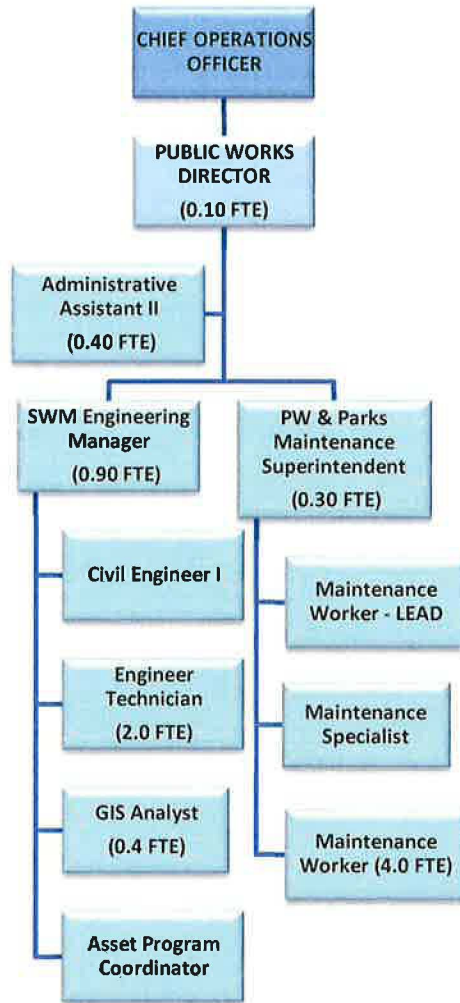 CHIEF OPERATIONS
OFFICER
PUBLIC WORKS
DIRECTOR
(0.10 FTE)
Administrative
Assistant II
(0.40 FTE)
SWM Engineering
Manager
(0.90 FTE)
Civil Engineer I
Engineer
Technician
(2.0 FTE)
GIS Analyst
(0.4 FTE)
Asset Program
Coordinator
PW & Parks
Maintenance
Superintendent
(0.30 FTE)
Maintenance
Worker - LEAD
Maintenance
Specialist
Maintenance
Worker (4.0 FTE)